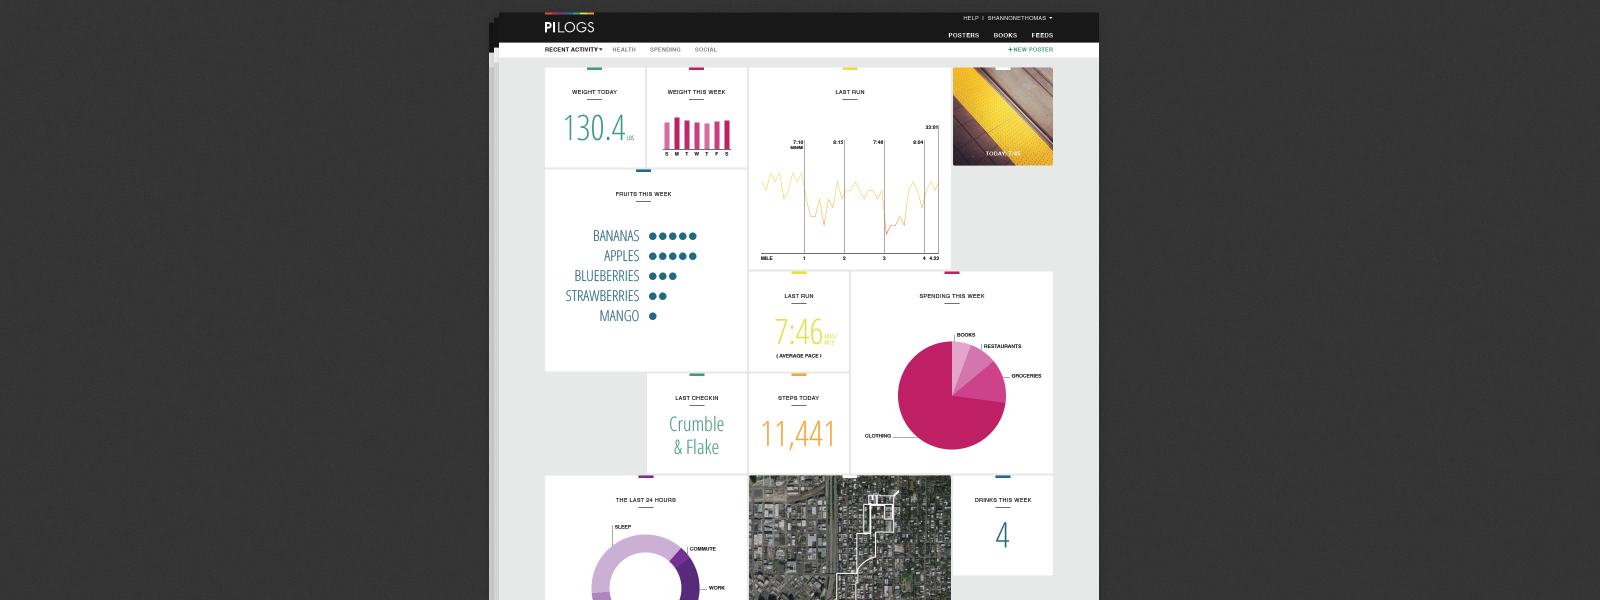 PILOGS
HELP | SHANNONETHOMAS
POSTERS BOOKS FEEDS
RECENT ACTIVITY HEALTH SPENDING SOCIAL
+NEW POSTER
WEIGHT TODAY
130.4 LBS
WEIGHT THIS WEEK
S M T W T F S
LAST RUN
33:01
7:10 8:15 7:46 8:04
MIN/MI
MILE 1 2 3 4 4.22
TODAY, 7:45
FRUITS THIS WEEK
BANANAS
APPLES
BLUEBERRIES
STRAWBERRIES
MANGO
LAST RUN
7:46 MINS/
MILE
( AVERAGE PACE )
SPENDING THIS WEEK
BOOKS
RESTAURANTS
GROCERIES
CLOTHING
LAST CHECKIN
Crumble
& Flake
STEPS TODAY
11,441
THE LAST 24 HOURS
SLEEP
COMMUTE
WORK
DRINKS THIS WEEK
4